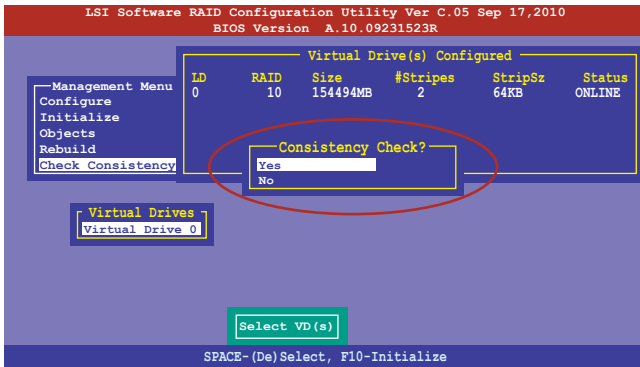 LSI Software RAID Configuration Utility Ver C.05 Sep 17,2010
BIOS Version A.10.09231523R
Virtual Drive(s) Configured
LD RAID Size #Stripes StripSz Status
0 10 154494MB 2 64KB ONLINE
Management Menu
Configure
Initialize
Objects
Rebuild
Check Consistency
Consistency Check?
Yes
No
Virtual Drives
Virtual Drive 0
Select VD(s)
SPACE-(De)Select, F10-Initialize